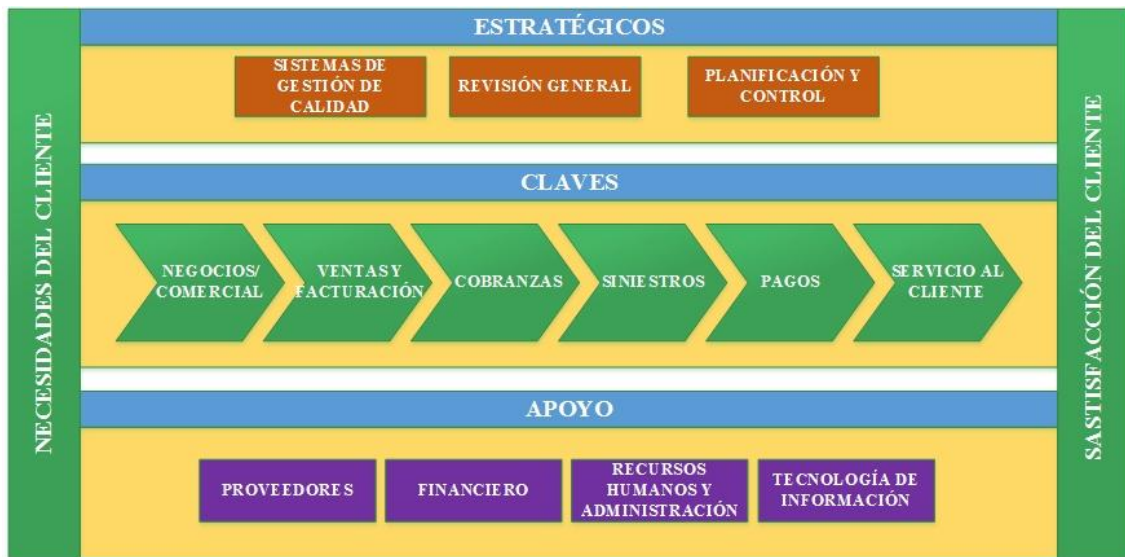 NECESIDADES DEL CLIENTE
ESTRATÉGICOS
SISTEMAS DE
GESTIÓN DE
CALIDAD
REVISIÓN GENERAL
PLANIFICACIÓN Y
CONTROL
CLAVES
NEGOCIOS/
COMERCIAL
VENTAS Y
FACTURACIÓN
COBRANZAS
SINIESTROS
PAGOS
SERVICIO AL
CLIENTE
APOYO
PROVEEDORES
FINANCIERO
RECURSOS
HUMANOS Y
ADMINISTRACIÓN
TECNOLOGÍA DE
INFORMACIÓN
SASTISFACCIÓN DEL CLIENTE